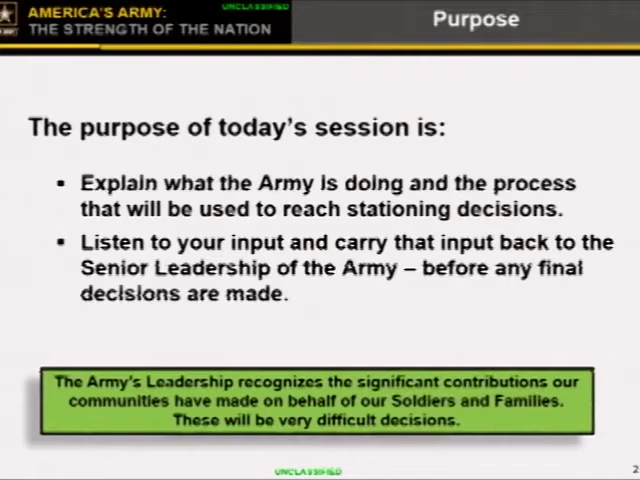 UNCLASSIFIED
AMERICA'S ARMY:
THE STRENGTH OF THE NATION
Purpose
The purpose of today's session is:
▪ Explain what the Army is doing and the process
that will be used to reach stationing decisions.
▪ Listen to your input and carry that input back to the
Senior Leadership of the Army – before any final
decisions are made.
The Army's Leadership recognizes the significant contributions our
communities have made on behalf of our Soldiers and Families.
These will be very difficult decisions.
UNCLASSIFIED
2